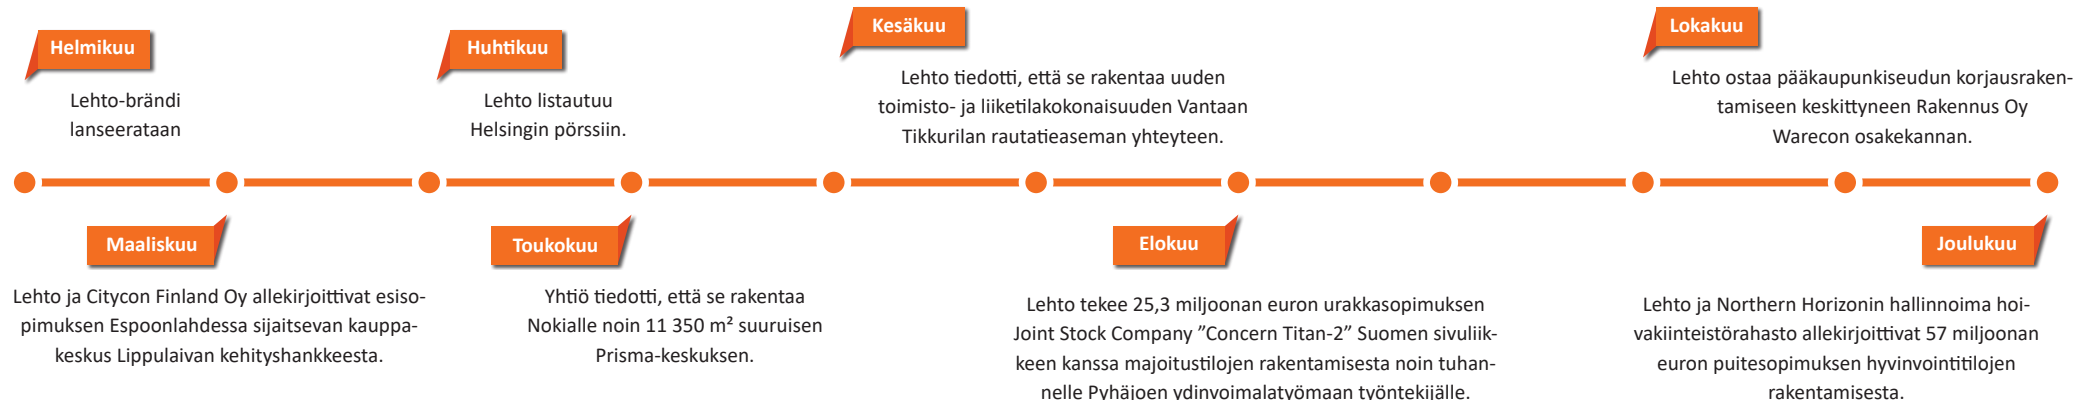 Helmikuu
Lehto-brändi
lanseerataan
Maaliskuu
Lehto ja Citycon Finland Oy allekirjoittivat esiso-
pimuksen Espoonlahdessa sijaitsevan kauppa-
keskus Lippulaivan kehityshankkeesta.
Huhtikuu
Lehto listautuu
Helsingin pörssiin.
Toukokuu
Yhtiö tiedotti, että se rakentaa
Nokialle noin 11 350 m² suuruisen
Prisma-keskuksen.
Kesäkuu
Lehto tiedotti, että se rakentaa uuden
toimisto- ja liiketilakokonaisuuden Vantaan
Tikkurilan rautatieaseman yhteyteen.
Elokuu
Lehto tekee 25,3 miljoonan euron urakkasopimuksen
Joint Stock Company ”Concern Titan-2” Suomen sivuliik-
keen kanssa majoitustilojen rakentamisesta noin tuhan-
nelle Pyhäjoen ydinvoimalatyömaan työntekijälle.
Lokakuu
Lehto ostaa pääkaupunkiseudun korjausraken-
tamiseen keskittyneen Rakennus Oy
Warecon osakekannan.
Joulukuu
Lehto ja Northern Horizonin hallinnoima hoi-
vakiinteistörahasto allekirjoittivat 57 miljoonan
euron puitesopimuksen hyvinvointitilojen
rakentamisesta.